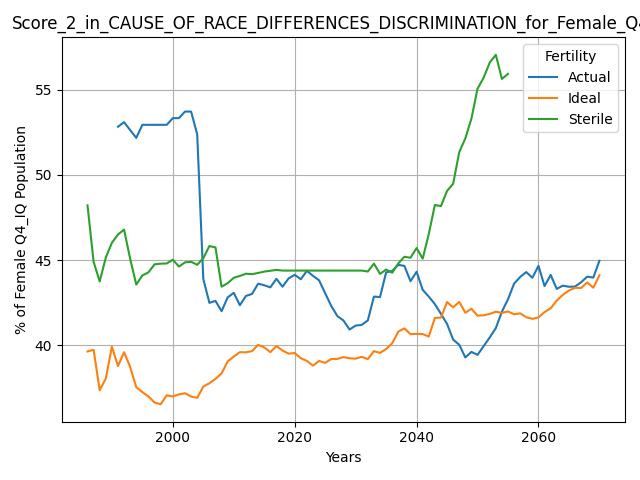 Score_2_in_CAUSE_OF_RACE_DIFFERENCES_DISCRIMINATION_for_Female_Q4
Fertility
Actual
Ideal
Sterile
% of Female Q4_IQ Population
55
50
45
40
2000 2020 2040 2060
Years